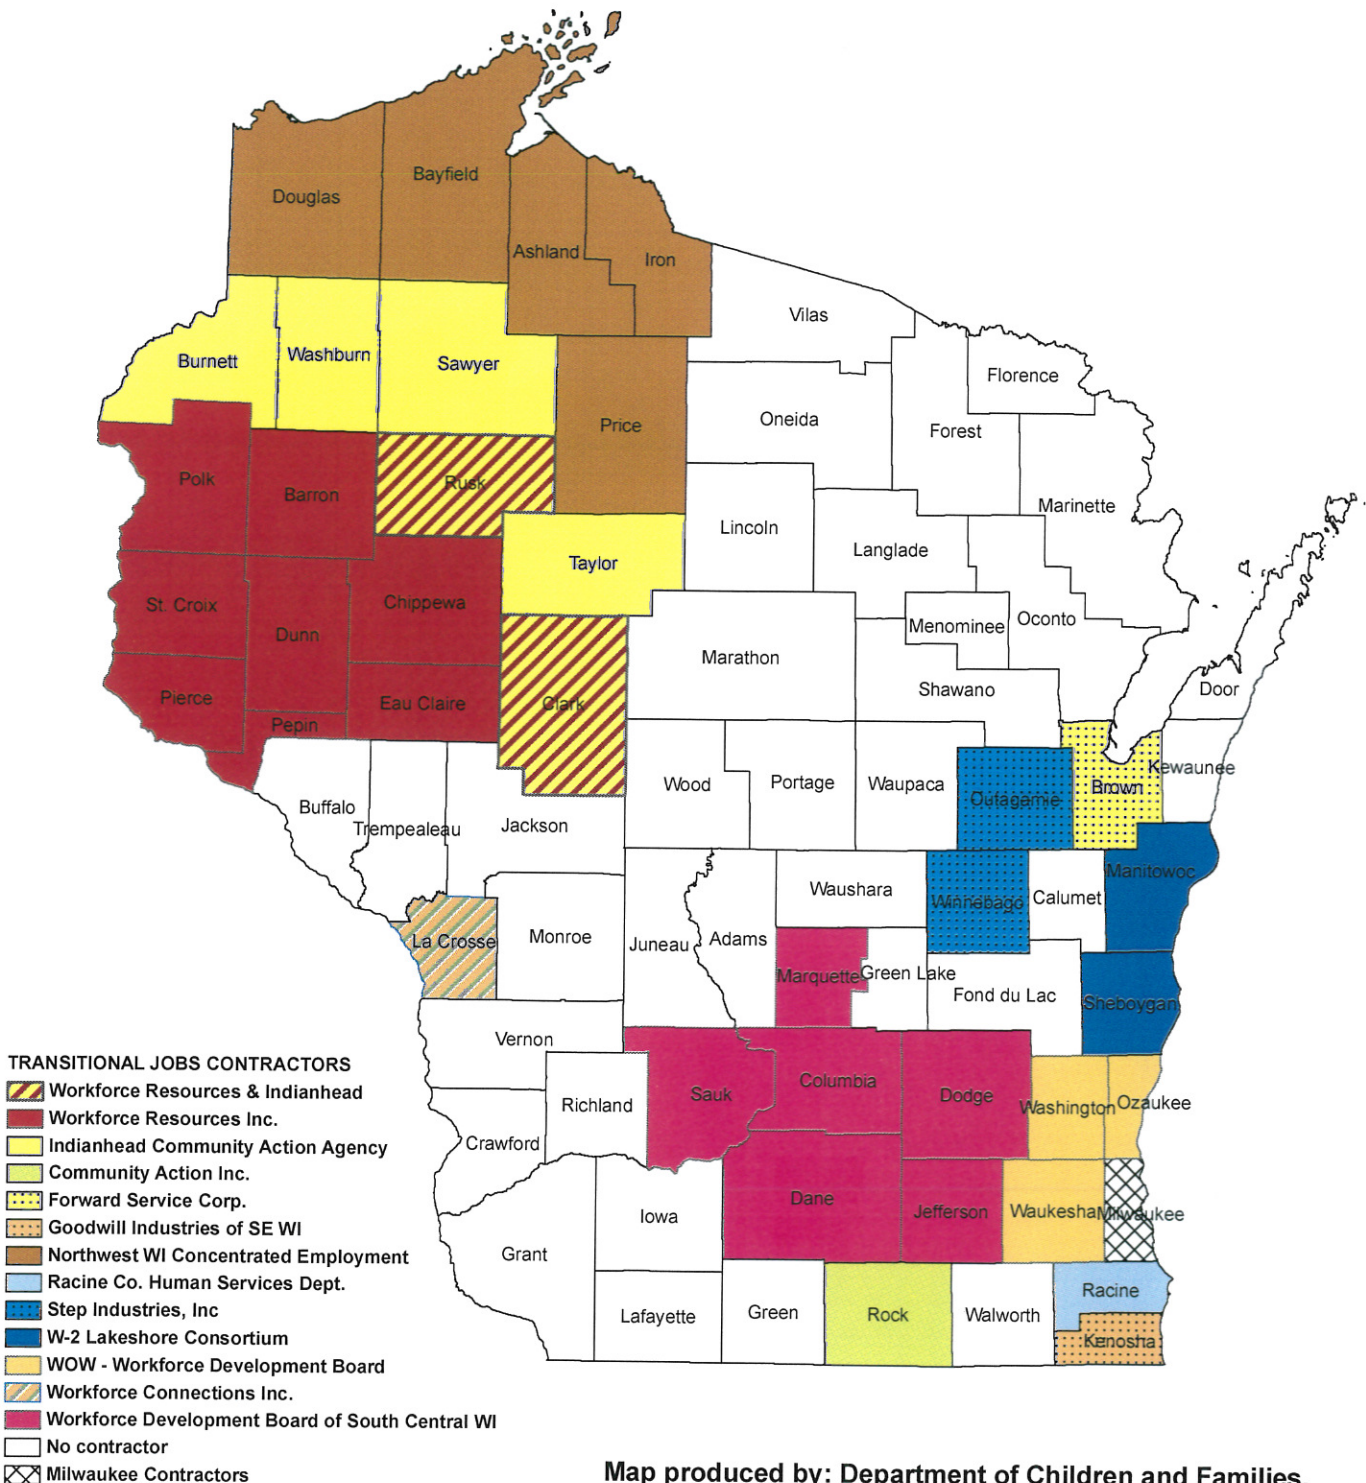 Douglas
Bayfield
Ashland
Iron
Vilas
Burnett
Washburn
Sawyer
Florence
Price
Oneida
Forest
Polk
Barron
Rusk
Marinette
Lincoln
Langlade
Taylor
St. Croix
Dunn
Chippewa
Menominee
Oconto
Marathon
Shawano
Door
Pierce
Pepin
Eau Claire
Clark
Wood
Portage
Waupaca
Outagamie
Brown
Kewaunee
Buffalo
Trempealeau
Jackson
Waushara
Winnebago
Calumet
Manitowoc
La Crosse
Monroe
Juneau
Adams
Marquette
Green Lake
Fond du Lac
Sheboygan
Vernon
Sauk
Columbia
Dodge
Washington
Ozaukee
Richland
Crawford
Dane
Jefferson
Waukesha
Milwaukee
Iowa
Grant
Lafayette
Green
Rock
Walworth
Racine
Kenosha
TRANSITIONAL JOBS CONTRACTORS
Workforce Resources & Indianhead
Workforce Resources Inc.
Indianhead Community Action Agency
Community Action Inc.
Forward Service Corp.
Goodwill Industries of SE WI
Northwest WI Concentrated Employment
Racine Co. Human Services Dept.
Step Industries, Inc
W-2 Lakeshore Consortium
WOW - Workforce Development Board
Workforce Connections Inc.
Workforce Development Board of South Central WI
No contractor
Milwaukee Contractors
Map produced by: Department of Children and Families